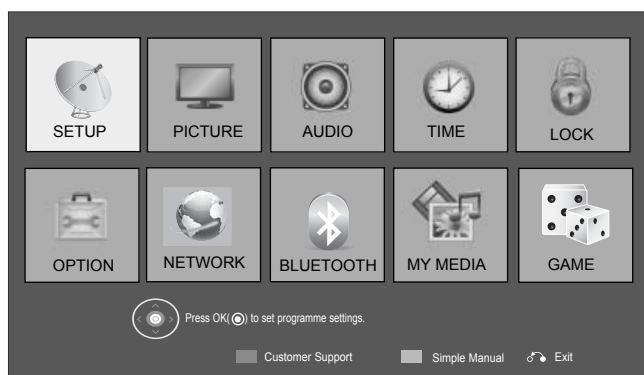 SETUP PICTURE AUDIO TIME LOCK
OPTION NETWORK BLUETOOTH MY MEDIA GAME
Press OK( ) to set programme settings.
Customer Support Simple Manual Exit